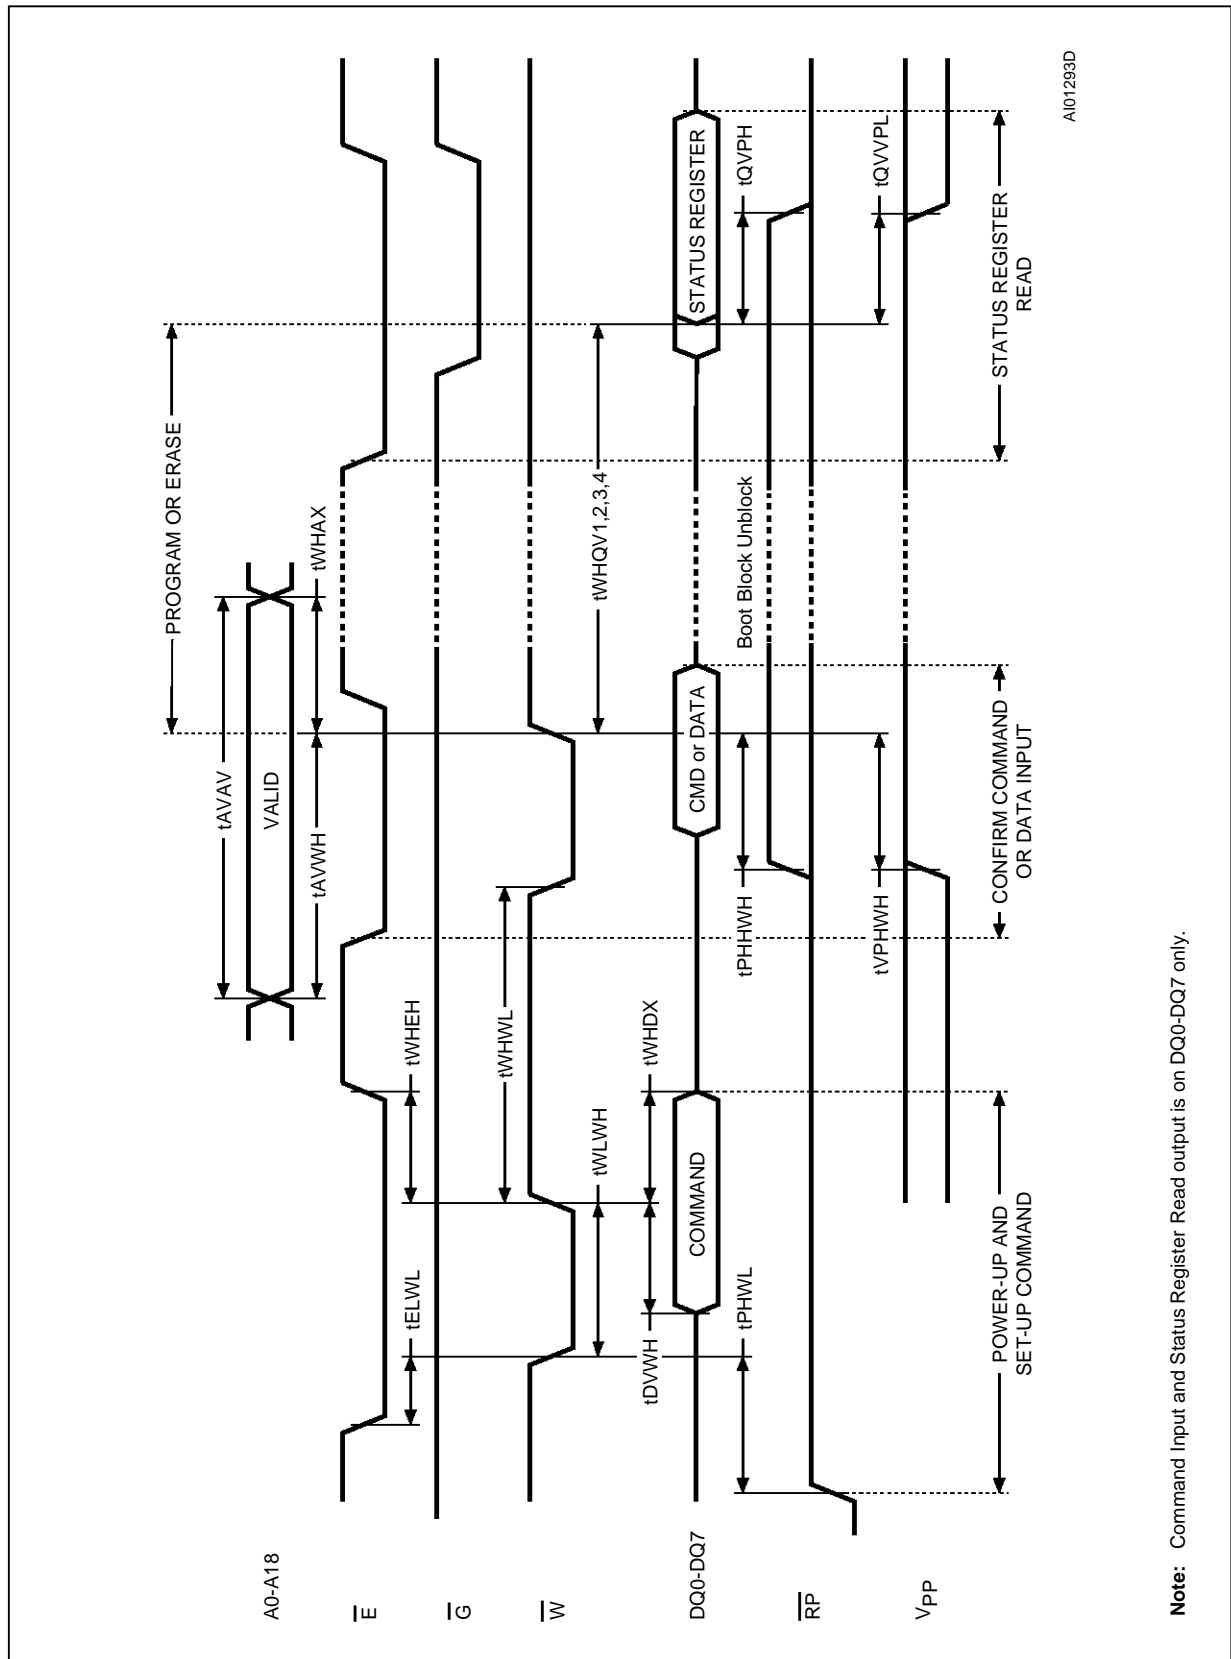 PROGRAM OR ERASE
tAVAV
A0-A18
VALID
tAVWH
tWHAX
E
tELWL
tWHEH
G
tWHWL
W
tWLWH
tWHQV1,2,3,4
tDVWH
tWHDX
DQ0-DQ7
COMMAND
CMD or DATA
STATUS REGISTER
tPHWL
tPHHWH
Boot Block Unblock
tQVPH
RP
tVPHWH
tQVVPL
VPP
POWER-UP AND
SET-UP COMMAND
CONFIRM COMMAND
OR DATA INPUT
STATUS REGISTER
READ
AI01293D
Note: Command Input and Status Register Read output is on DQ0-DQ7 only.